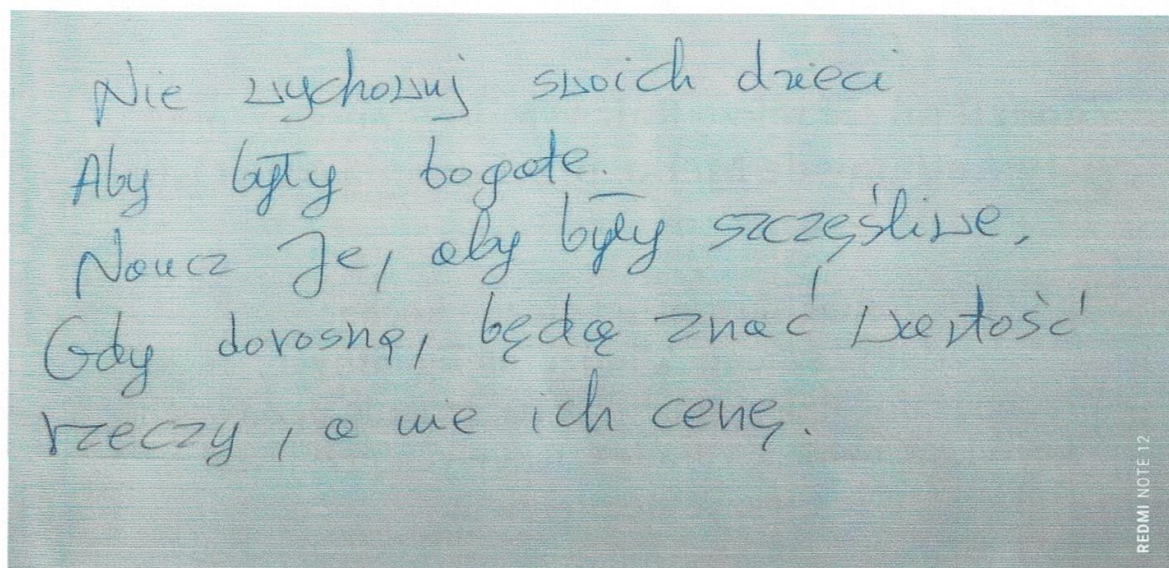 Nie wychowuj swoich dzieci
Aby były bogate.
Naucz Je, aby były szczęśliwe,
Gdy dorosną, będą znać wartość
rzeczy, a nie ich cenę.
REDMI NOTE 12